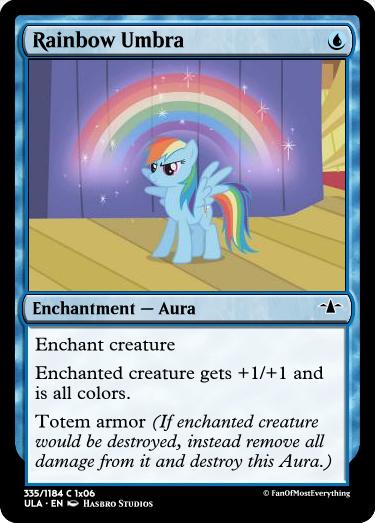 Rainbow Umbra
Enchantment — Aura
Enchant creature
Enchanted creature gets +1/+1 and
is all colors.
Totem armor (If enchanted creature
would be destroyed, instead remove all
damage from it and destroy this Aura.)
335/1184 C 1x06
ULA • EN Hasbro Studios
© FanOfMostEverything